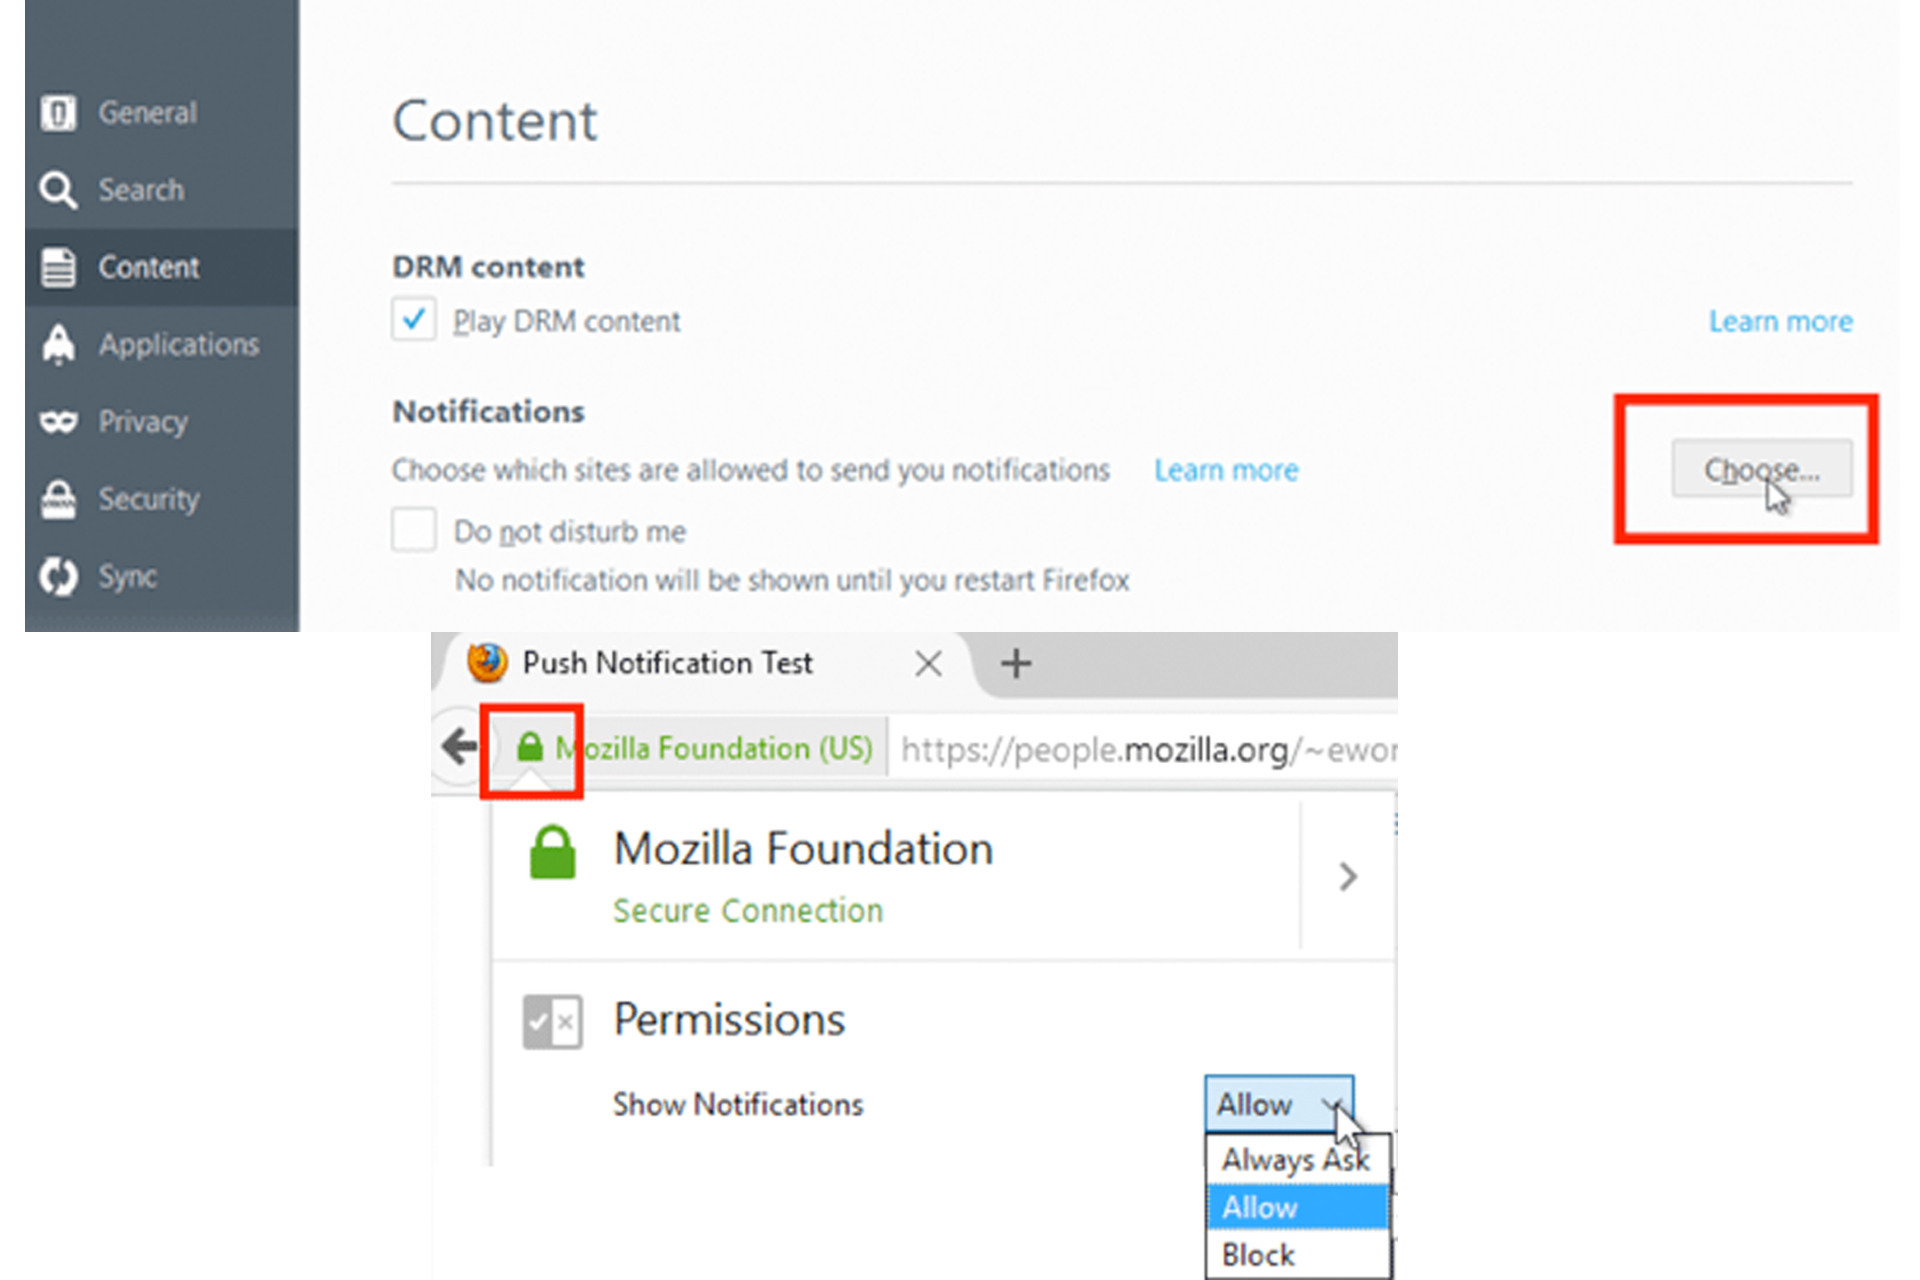 General
Search
Content
Applications
Privacy
Security
Sync
Content
DRM content
Play DRM content
Learn more
Notifications
Choose which sites are allowed to send you notifications Learn more
Choose...
Do not disturb me
No notification will be shown until you restart Firefox
Push Notification Test
Mozilla Foundation (US) https://people.mozilla.org/~ewor
Mozilla Foundation
Secure Connection
Permissions
Show Notifications
Allow
Always Ask
Allow
Block